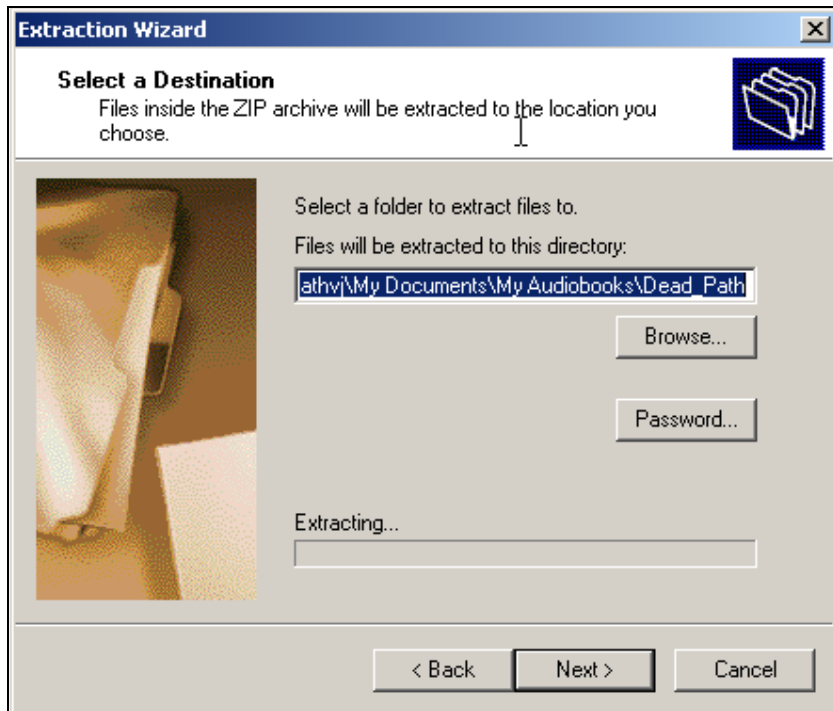 Extraction Wizard
Select a Destination
Files inside the ZIP archive will be extracted to the location you
choose.
Select a folder to extract files to.
Files will be extracted to this directory:
athvj\My Documents\My Audiobooks\Dead_Path
Browse...
Password...
Extracting...
< Back Next > Cancel